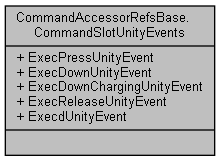 CommandAccessorRefsBase.
CommandSlotUnityEvents
+ ExecPressUnityEvent
+ ExecDownUnityEvent
+ ExecDownChargingUnityEvent
+ ExecReleaseUnityEvent
+ ExecdUnityEvent